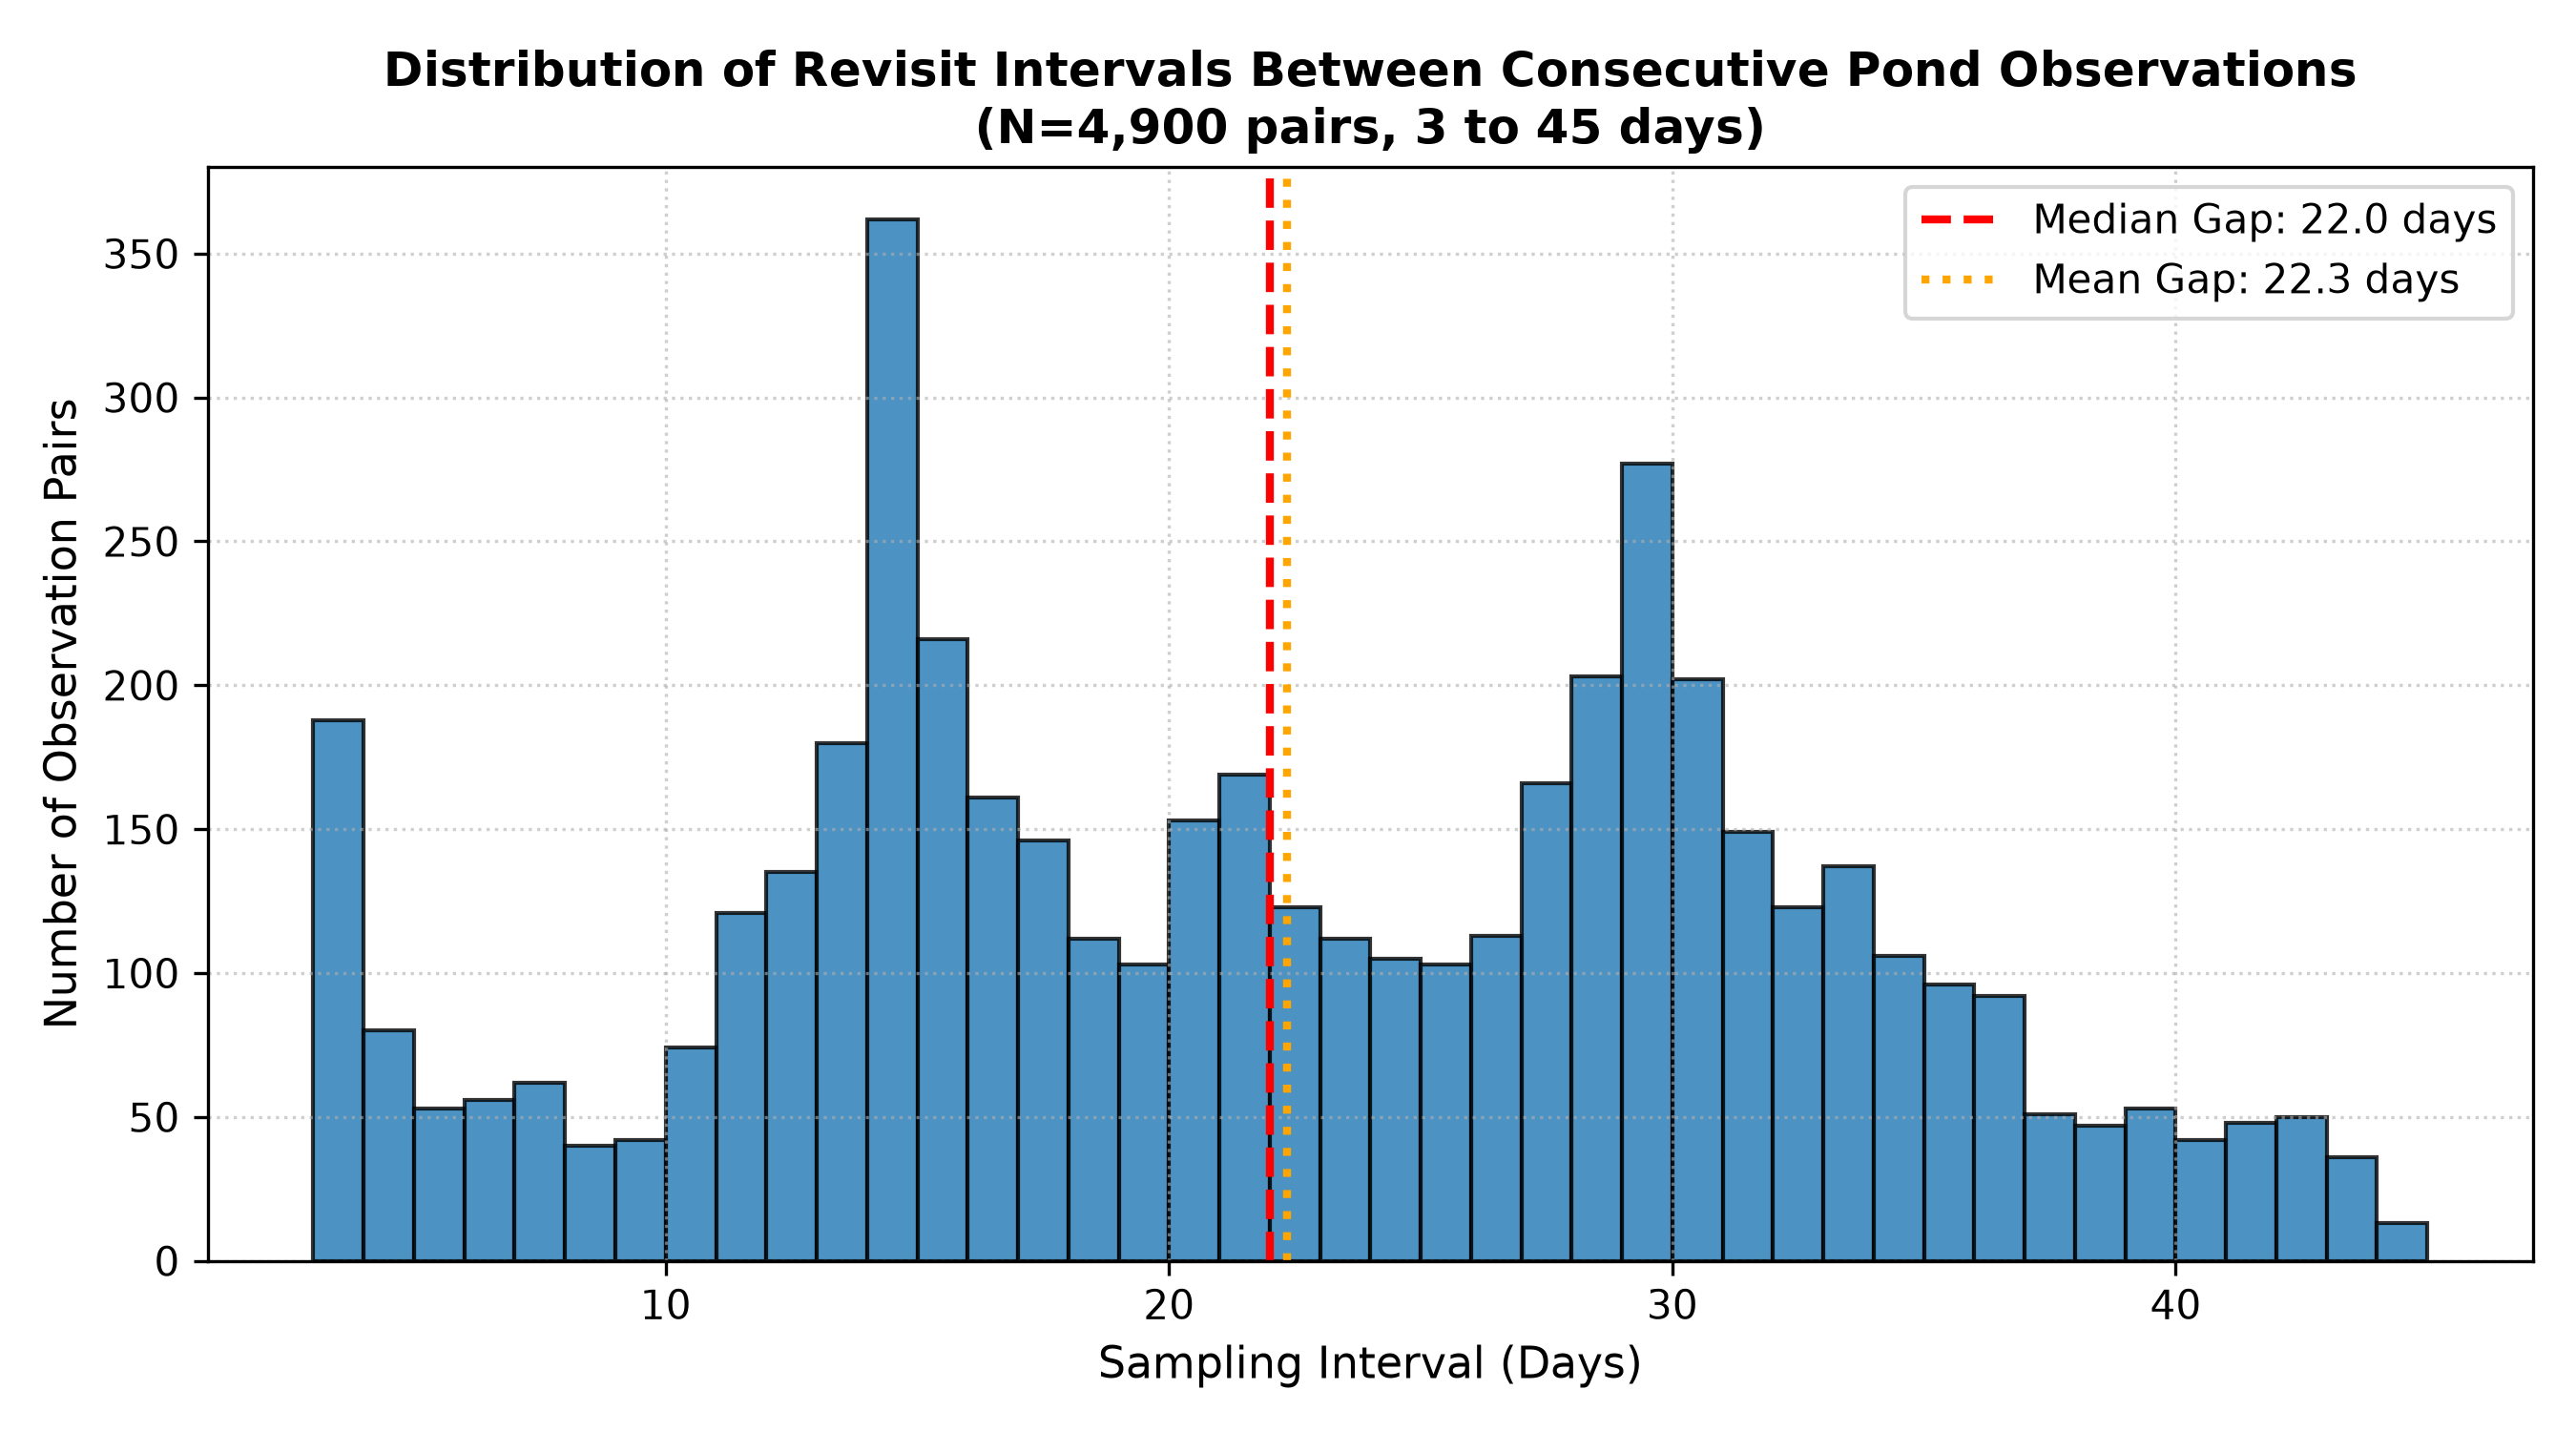 Distribution of Revisit Intervals Between Consecutive Pond Observations
(N=4,900 pairs, 3 to 45 days)
Median Gap: 22.0 days
Mean Gap: 22.3 days
Number of Observation Pairs
350
300
250
200
150
100
50
0
10 20 30 40
Sampling Interval (Days)